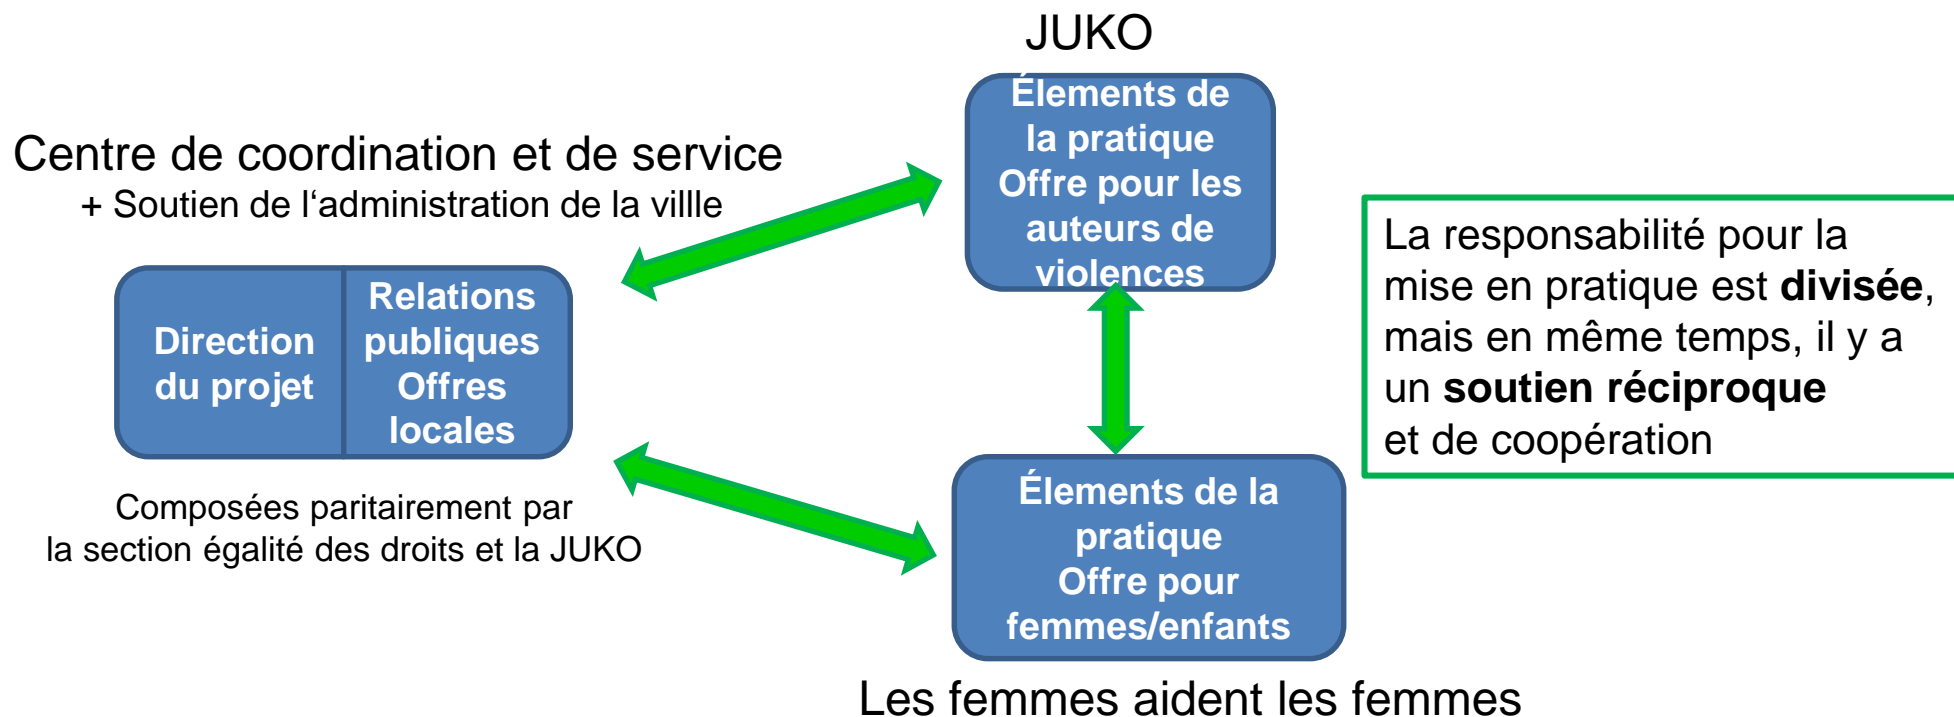 JUKO
Élements de
la pratique
Offre pour les
auteurs de
violences
Centre de coordination et de service
+ Soutien de l‘administration de la villle
Direction
du projet
Relations
publiques
Offres
locales
Composées paritairement par
la section égalité des droits et la JUKO
Élements de la
pratique
Offre pour
femmes/enfants
Les femmes aident les femmes
La responsabilité pour la
mise en pratique est divisée,
mais en même temps, il y a
un soutien réciproque
et de coopération